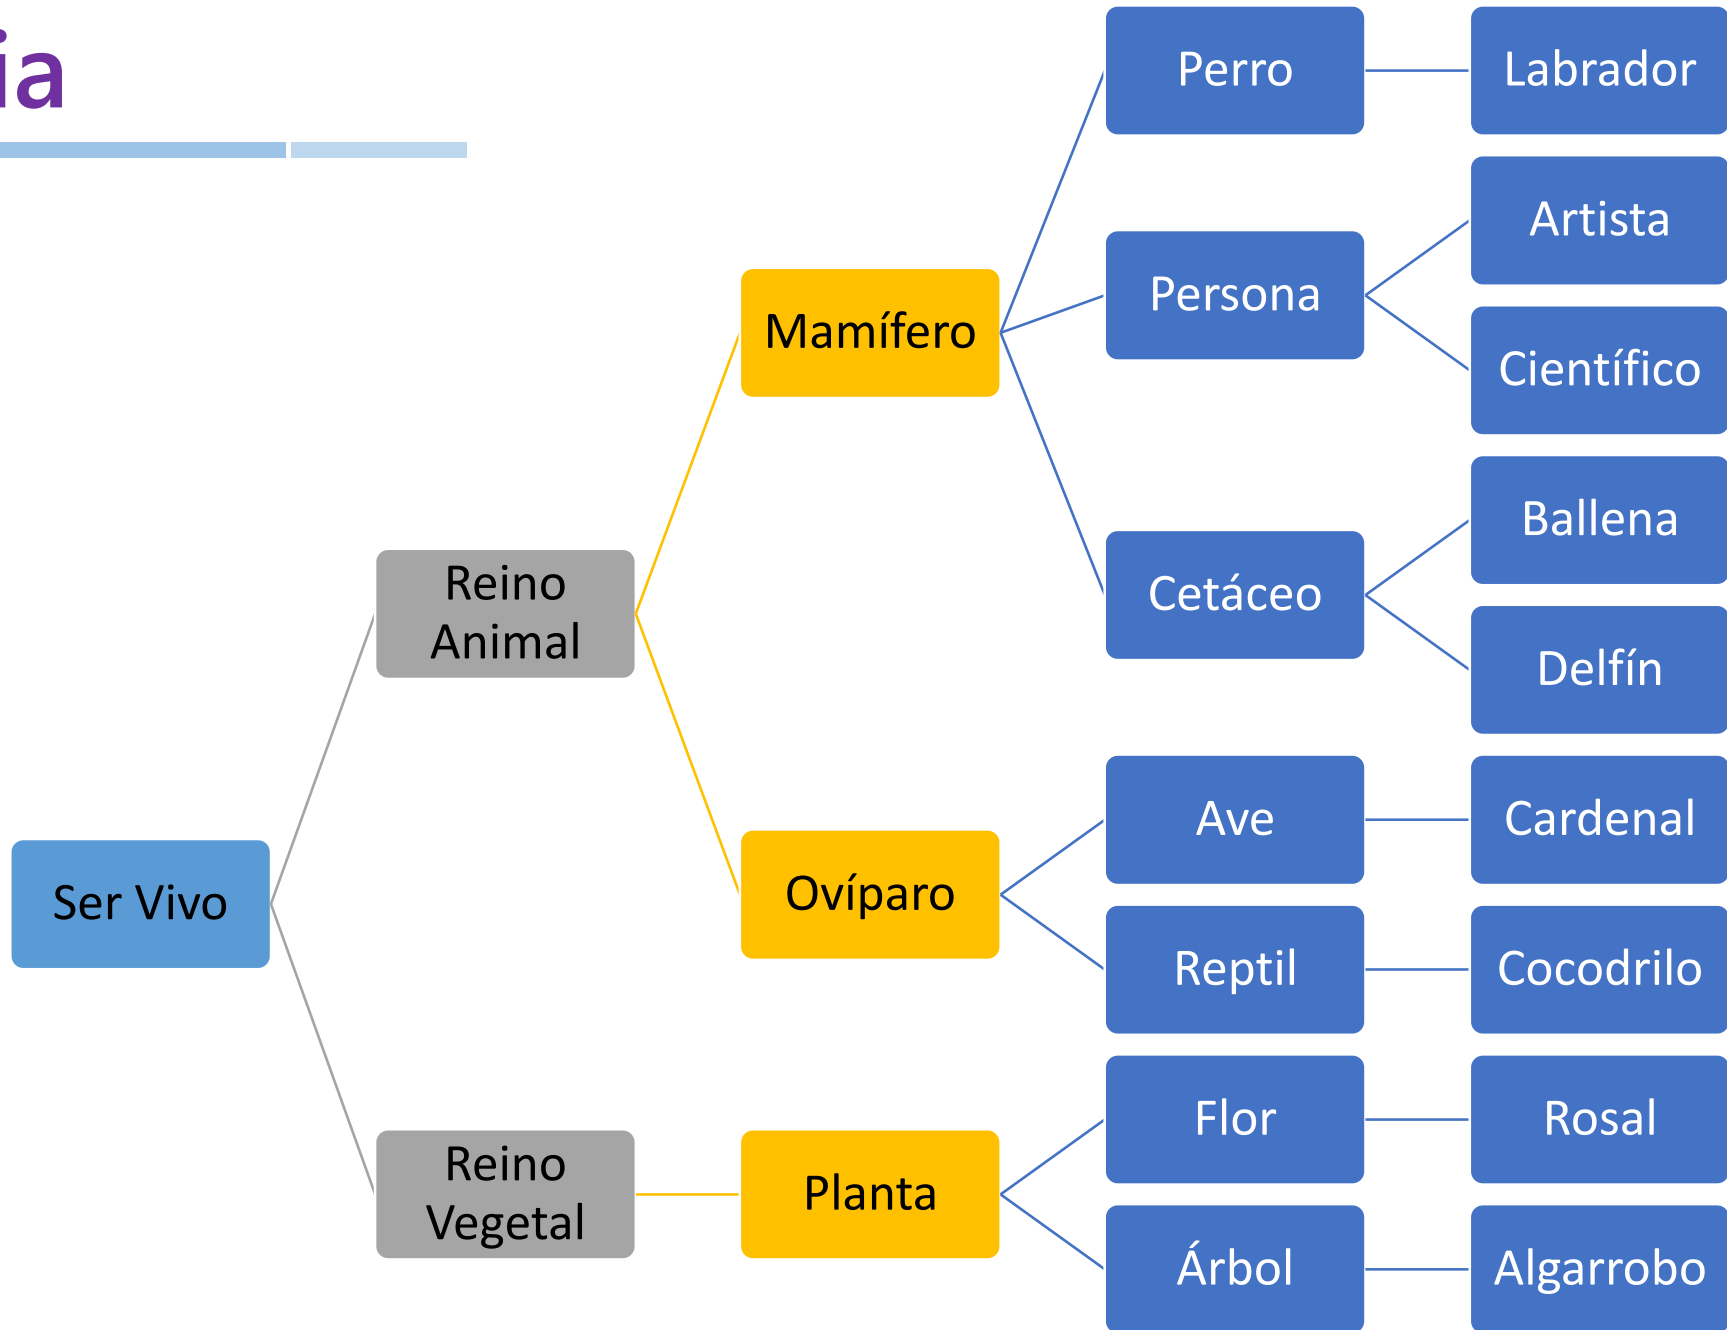 ia
Perro
Labrador
Artista
Persona
Mamífero
Científico
Ballena
Reino
Animal
Cetáceo
Delfín
Ave
Cardenal
Ser Vivo
Ovíparo
Reptil
Cocodrilo
Flor
Rosal
Reino
Vegetal
Planta
Árbol
Algarrobo